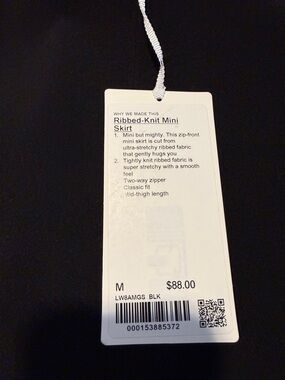 WHY WE MADE THIS
Ribbed-Knit Mini
Skirt
1. Mini but mighty. This zip-front
mini skirt is cut from
ultra-stretchy ribbed fabric
that gently hugs you
2. Tightly knit ribbed fabric is
super stretchy with a smooth
feel
Two-way zipper
Classic fit
Mid-thigh length
M $88.00
LW8AMGS BLK
000153885372